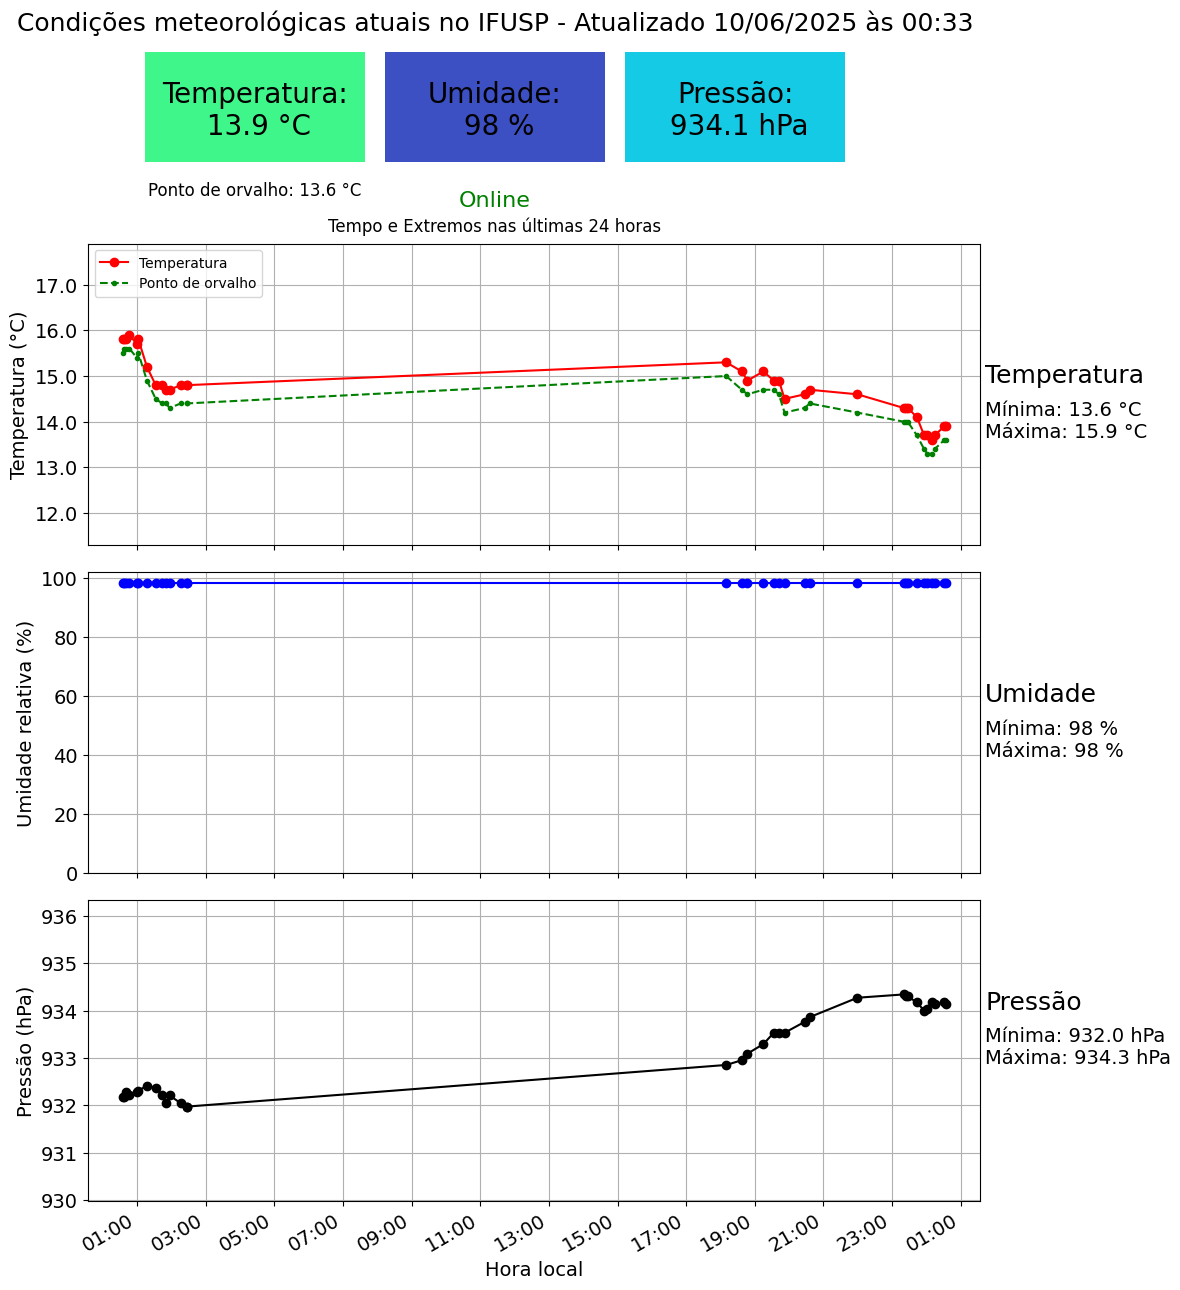 Condições meteorológicas atuais no IFUSP - Atualizado 10/06/2025 às 00:33
Temperatura:
13.9 °C
Umidade:
98 %
Pressão:
934.1 hPa
Ponto de orvalho: 13.6 °C
Online
Tempo e Extremos nas últimas 24 horas
Temperatura
Ponto de orvalho
Temperatura (°C)
17.0
16.0
15.0
14.0
13.0
12.0
Temperatura
Mínima: 13.6 °C
Máxima: 15.9 °C
Umidade relativa (%)
100
80
60
40
20
0
Umidade
Mínima: 98 %
Máxima: 98 %
Pressão (hPa)
936
935
934
933
932
931
930
Pressão
Mínima: 932.0 hPa
Máxima: 934.3 hPa
01:00 03:00 05:00 07:00 09:00 11:00 13:00 15:00 17:00 19:00 21:00 23:00 01:00
Hora local